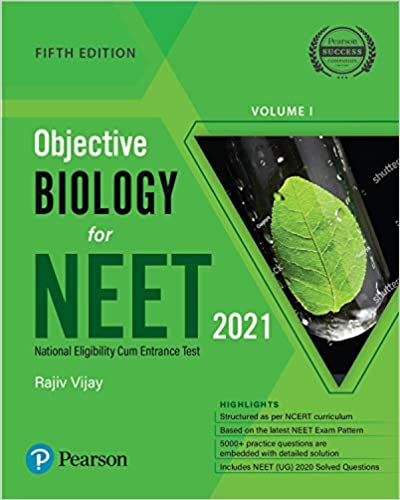 FIFTH EDITION
Pearson
SUCCESS
VOLUME I
Objective
BIOLOGY
for
NEET 2021
National Eligibility Cum Entrance Test
Rajiv Vijay
HIGHLIGHTS
Structured as per NCERT curriculum
Based on the latest NEET Exam Pattern
5000+ practice questions are
embedded with detailed solution
Includes NEET (UG) 2020 Solved Questions
Pearson